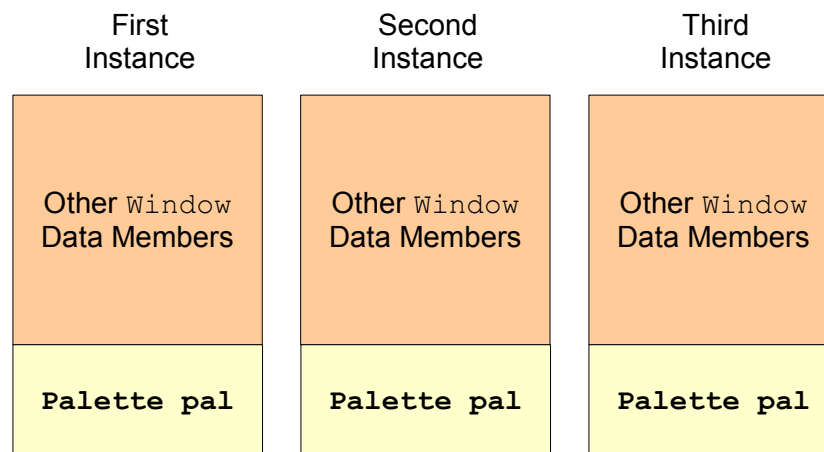 First
Instance
Second
Instance
Third
Instance
Other Window
Data Members
Other Window
Data Members
Other Window
Data Members
Palette pal
Palette pal
Palette pal